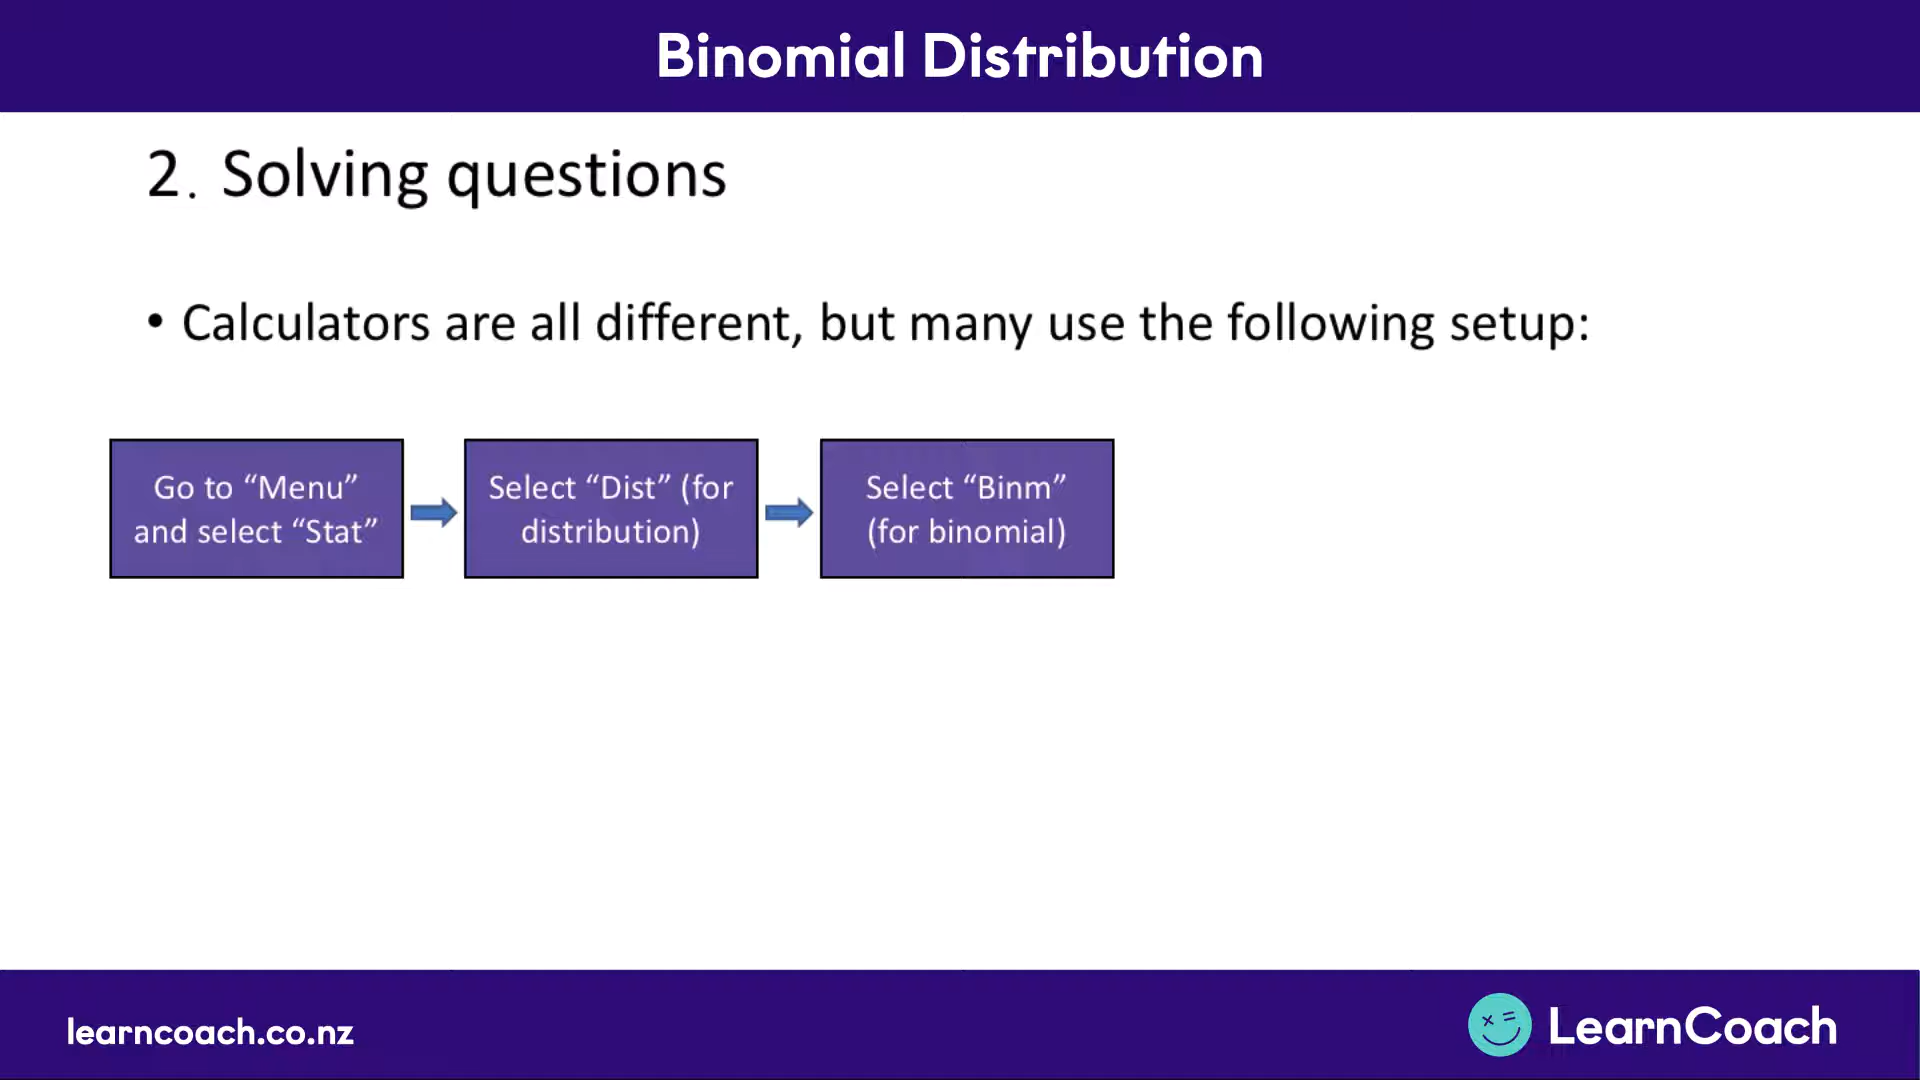 Binomial Distribution
2. Solving questions
• Calculators are all different, but many use the following setup:
Go to “Menu”
and select “Stat”
Select “Dist” (for
distribution)
Select “Binm”
(for binomial)
learncoach.co.nz
LearnCoach